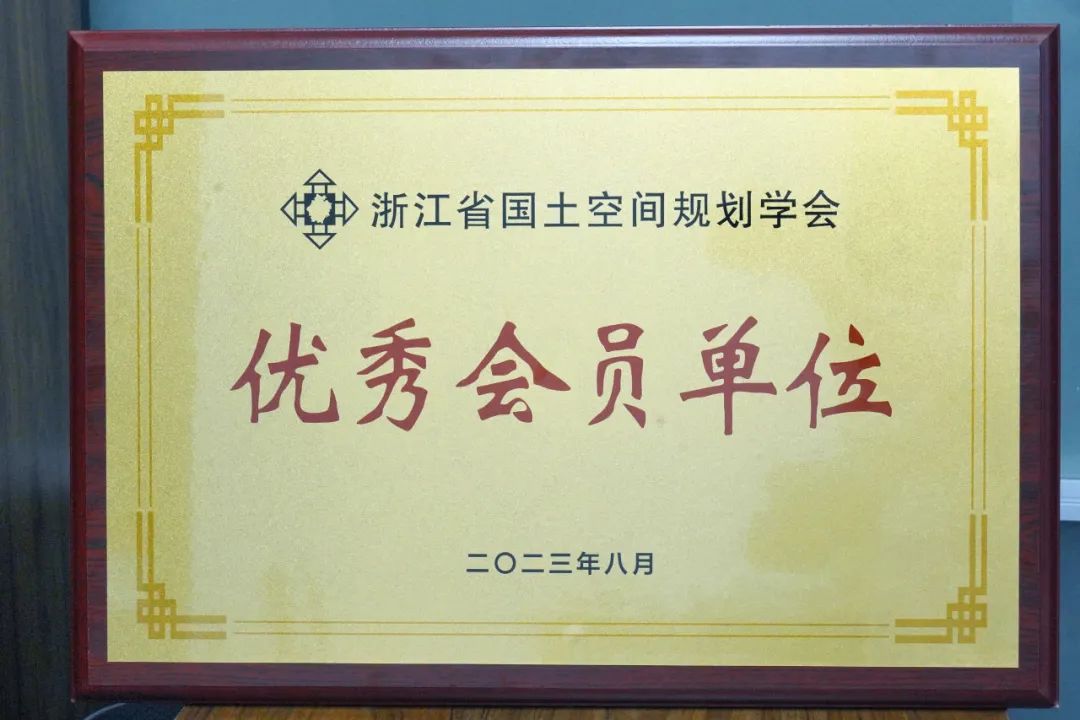 浙江省国土空间规划学会
优秀会员单位
二〇二三年八月